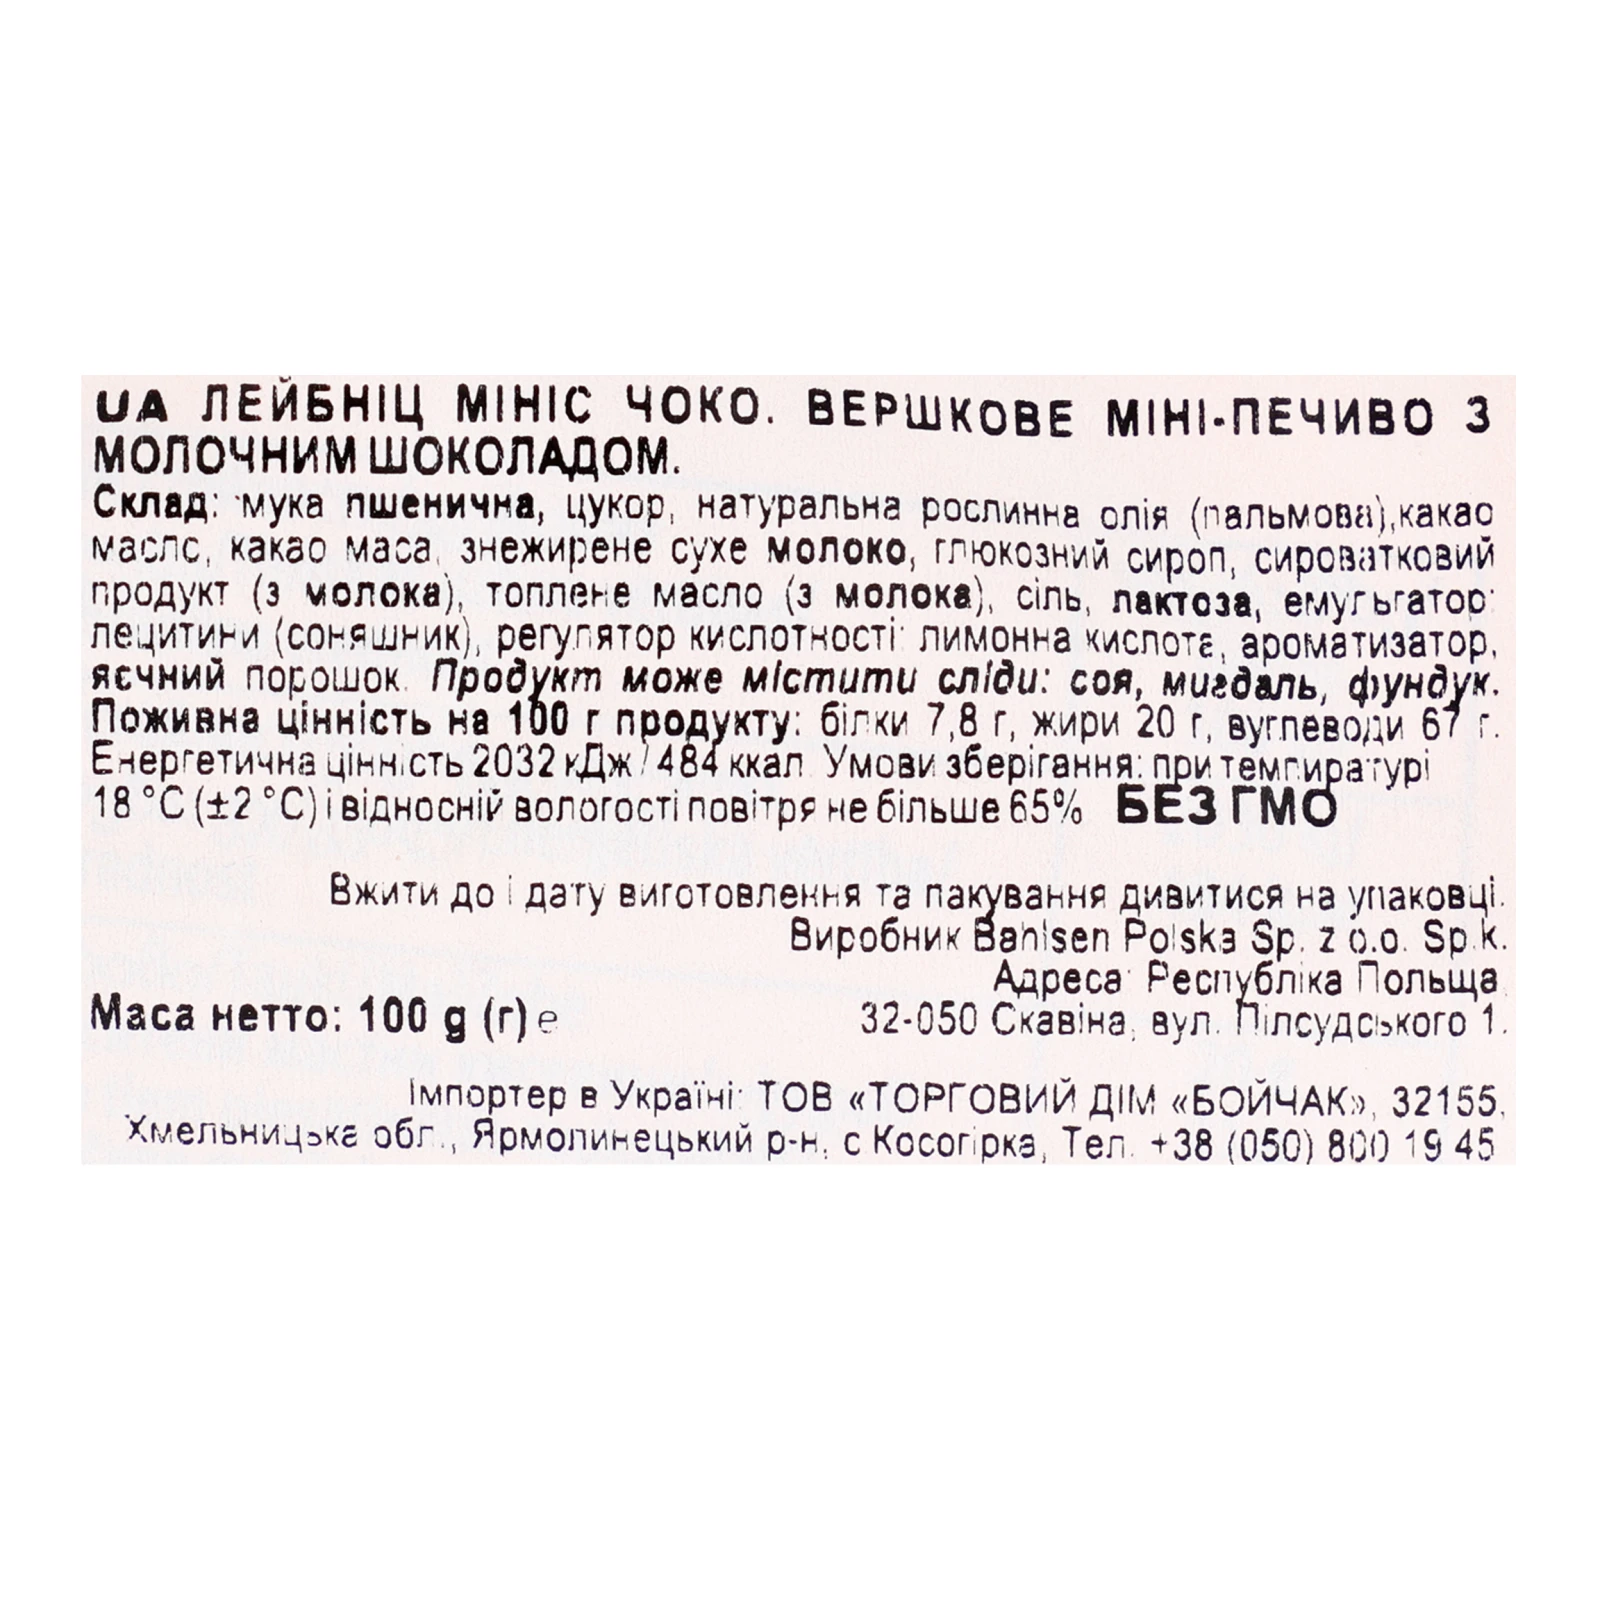 UA ЛЕЙБНІЦ МІНІС ЧОКО. ВЕРШКОВЕ МІНІ-ПЕЧИВО З
МОЛОЧНИМ ШОКОЛАДОМ.
Склад: мука пшенична, цукор, натуральна рослинна олія (пальмова),какао
масло, какао маса, знежирене сухе молоко, глюкозний сироп, сироватковий
продукт (з молока), топлене масло (з молока), сіль, лактоза, емульгатор:
лецитини (соняшник), регулятор кислотності: лимонна кислота, ароматизатор,
яєчний порошок. Продукт може містити сліди: соя, мигдаль, фундук.
Поживна цінність на 100 г продукту: білки 7,8 г, жири 20 г, вуглеводи 67 г.
Енергетична цінність 2032 кДж / 484 ккал. Умови зберігання: при темпиратурі
18 °C (±2 °C) і відносній вологості повітря не більше 65% БЕЗ ГМО
Вжити до і дату виготовлення та пакування дивитися на упаковці.
Виробник Bahlsen Polska Sp. z o.o. Sp.k.
Адреса: Республіка Польща,
Маса нетто: 100 g (г) e 32-050 Скавіна, вул. Пілсудського 1.
Імпортер в Україні: ТОВ «ТОРГОВИЙ ДІМ «БОЙЧАК», 32155,
Хмельницька обл., Ярмолинецький р-н, с Косогірка, Тел. +38 (050) 800 19 45